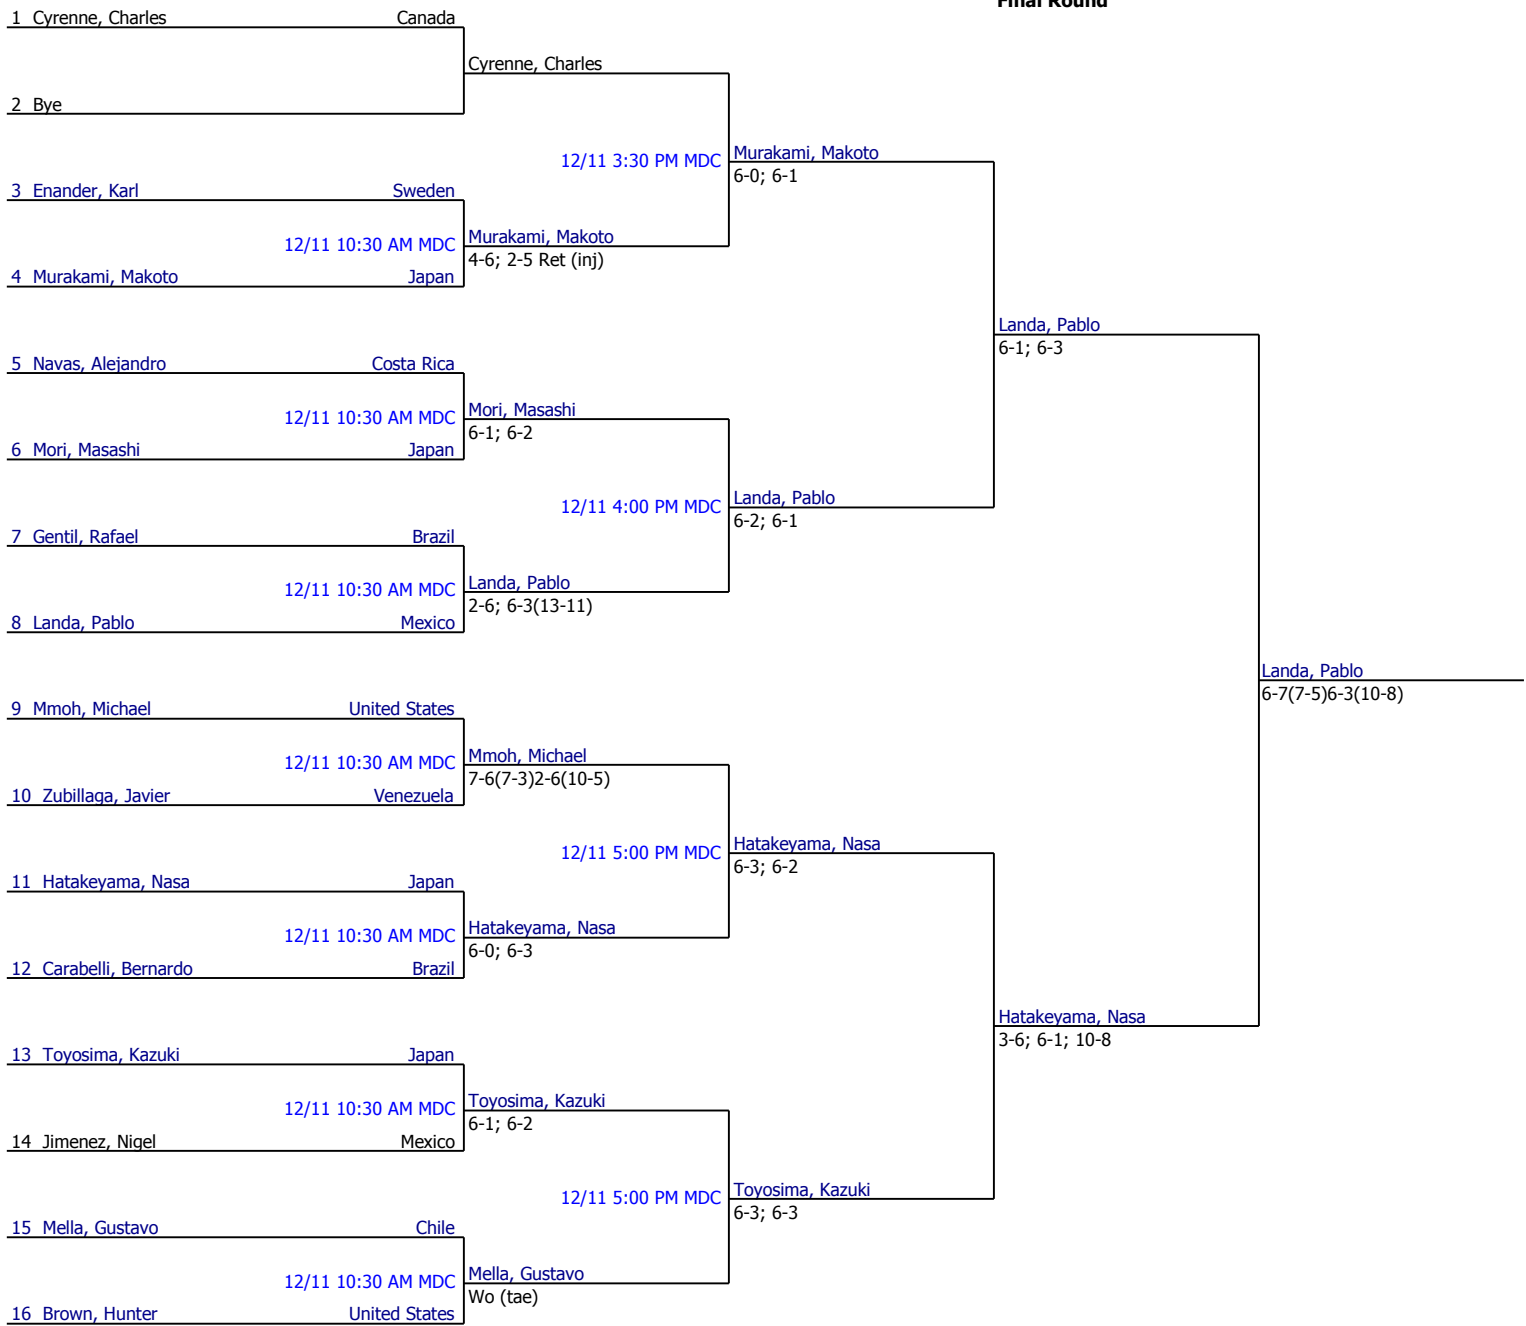 Final Round
1 Cyrenne, Charles Canada
Cyrenne, Charles
2 Bye
12/11 3:30 PM MDC Murakami, Makoto
6-0; 6-1
3 Enander, Karl Sweden
12/11 10:30 AM MDC Murakami, Makoto
4-6; 2-5 Ret (inj)
4 Murakami, Makoto Japan
Landa, Pablo
6-1; 6-3
5 Navas, Alejandro Costa Rica
12/11 10:30 AM MDC Mori, Masashi
6-1; 6-2
6 Mori, Masashi Japan
12/11 4:00 PM MDC Landa, Pablo
6-2; 6-1
7 Gentil, Rafael Brazil
12/11 10:30 AM MDC Landa, Pablo
2-6; 6-3(13-11)
8 Landa, Pablo Mexico
Landa, Pablo
6-7(7-5)6-3(10-8)
9 Mmoh, Michael United States
12/11 10:30 AM MDC Mmoh, Michael
7-6(7-3)2-6(10-5)
10 Zubillaga, Javier Venezuela
12/11 5:00 PM MDC Hatakeyama, Nasa
6-3; 6-2
11 Hatakeyama, Nasa Japan
12/11 10:30 AM MDC Hatakeyama, Nasa
6-0; 6-3
12 Carabelli, Bernardo Brazil
Hatakeyama, Nasa
3-6; 6-1; 10-8
13 Toyosima, Kazuki Japan
12/11 10:30 AM MDC Toyosima, Kazuki
6-1; 6-2
14 Jimenez, Nigel Mexico
12/11 5:00 PM MDC Toyosima, Kazuki
6-3; 6-3
15 Mella, Gustavo Chile
12/11 10:30 AM MDC Mella, Gustavo
Wo (tae)
16 Brown, Hunter United States